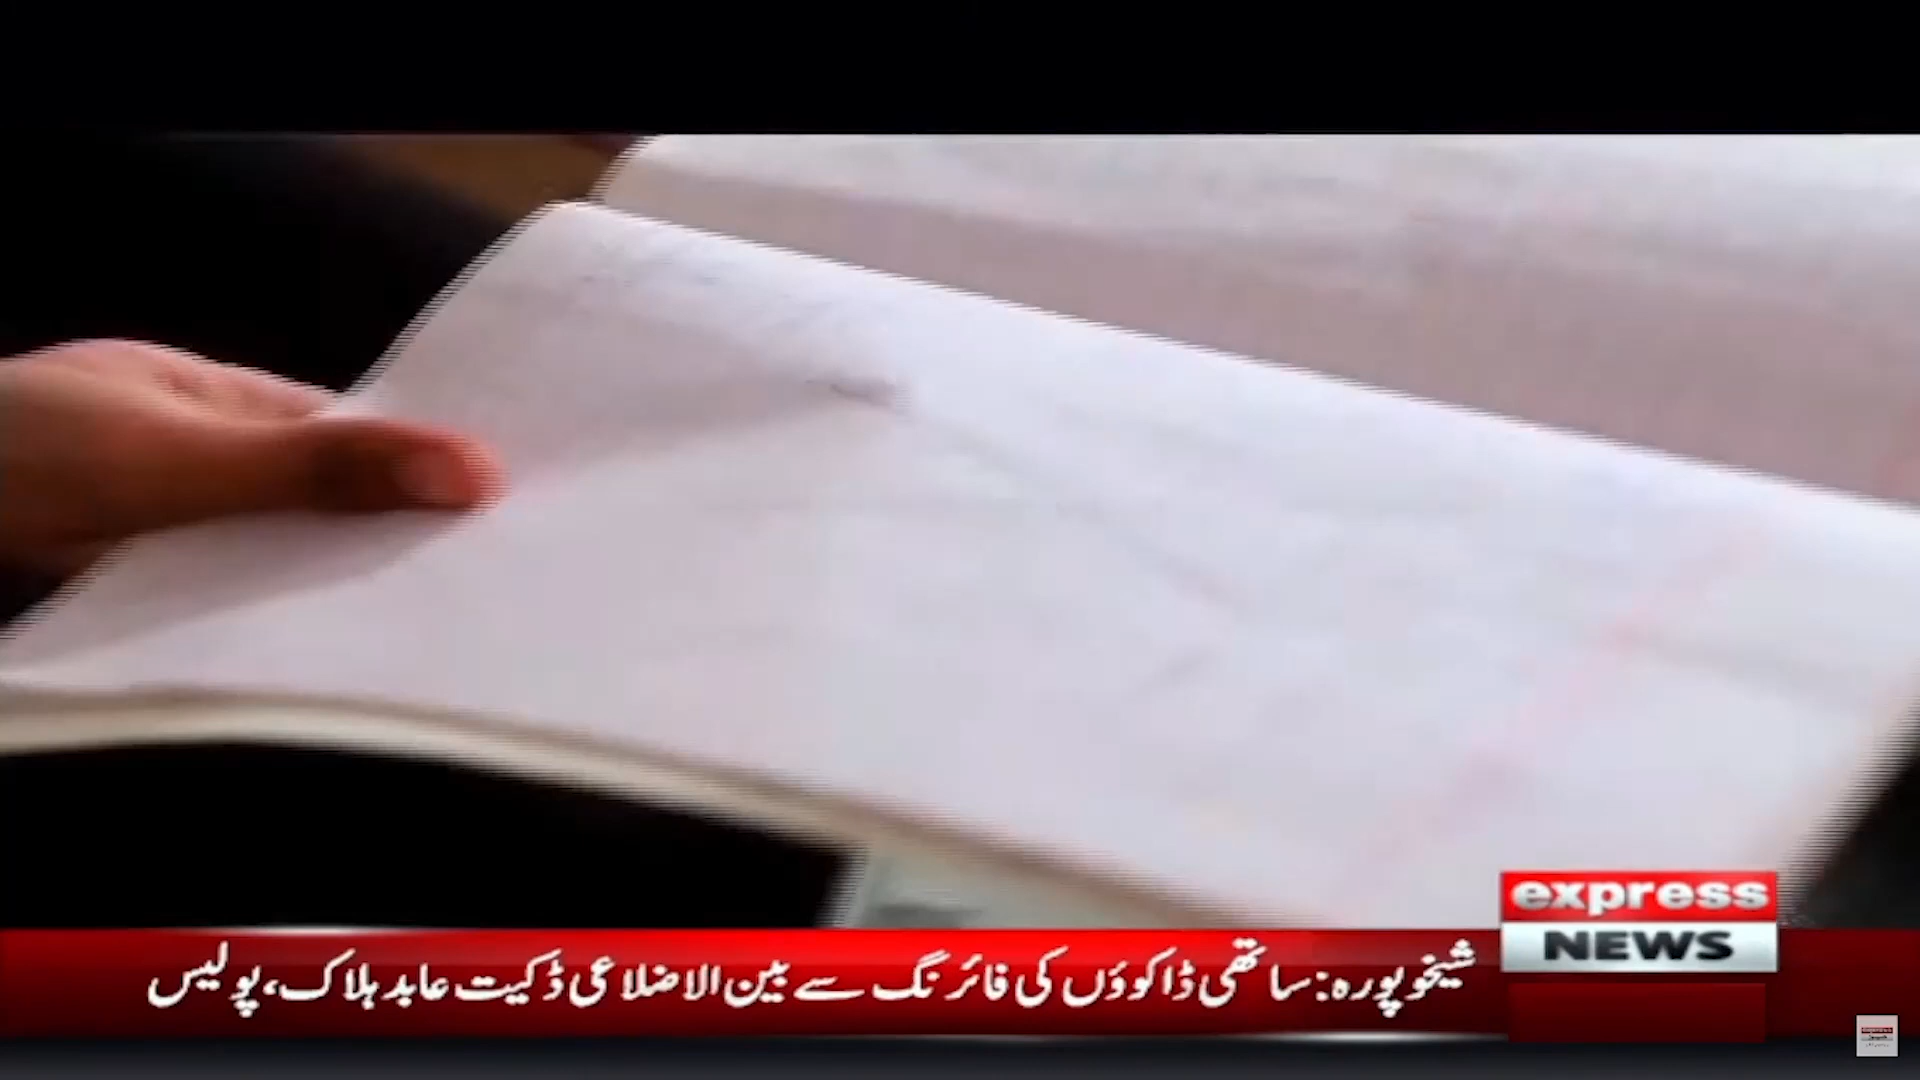 express
NEWS
شیخوپورہ: ساتھی ڈاکوؤں کی فائرنگ سے بین الاضلاعی ڈکیت عابد ہلاک، پولیس